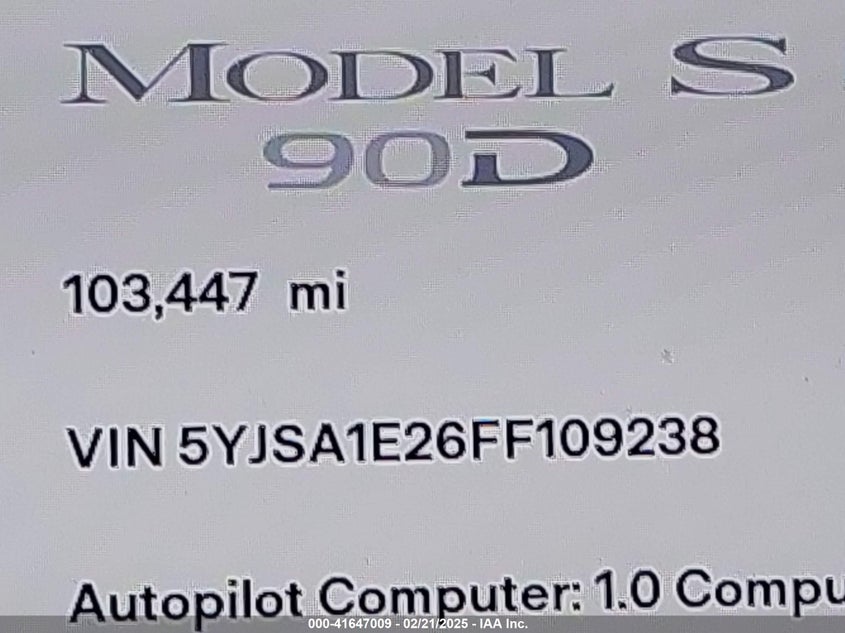 MODEL S
90D
103,447 mi
VIN 5YJSA1E26FF109238
Autopilot Computer: 1.0 Compu
000-41647009 - 02/21/2025 - IAA Inc.